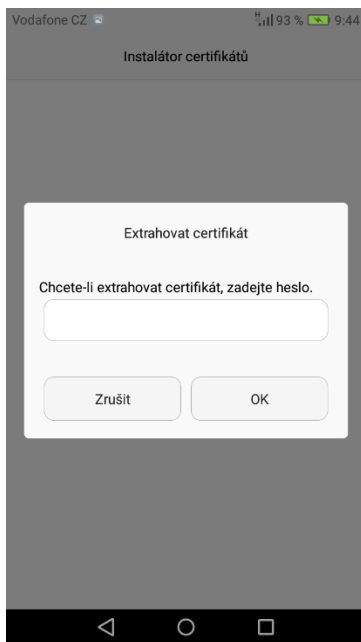 Vodafone CZ
H 93 % 9:44
Instalátor certifikátů
Extrahovat certifikát
Chcete-li extrahovat certifikát, zadejte heslo.
Zrušit
OK